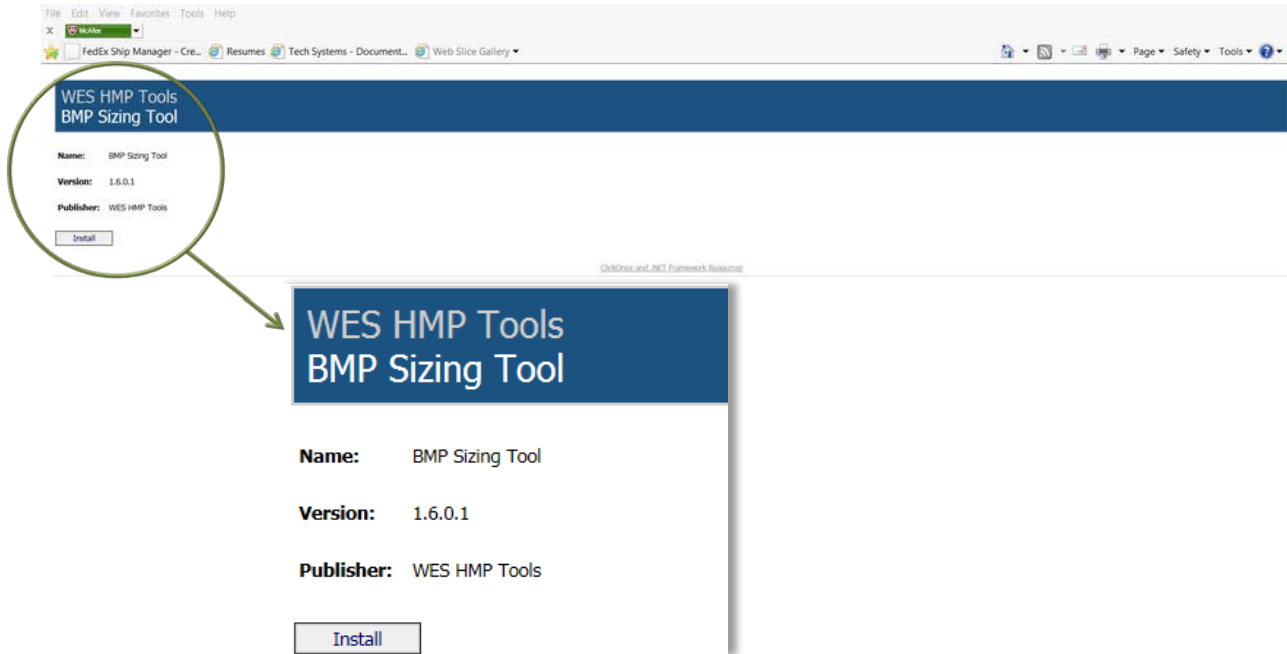 File Edit View Favorites Tools Help
X McAfee
FedEx Ship Manager - Cre... Resumes Tech Systems - Document... Web Slice Gallery Page Safety Tools
WES HMP Tools
BMP Sizing Tool
Name: BMP Sizing Tool
Version: 1.6.0.1
Publisher: WES HMP Tools
Install
ClickOnce and .NET Framework Resources
WES HMP Tools
BMP Sizing Tool
Name: BMP Sizing Tool
Version: 1.6.0.1
Publisher: WES HMP Tools
Install